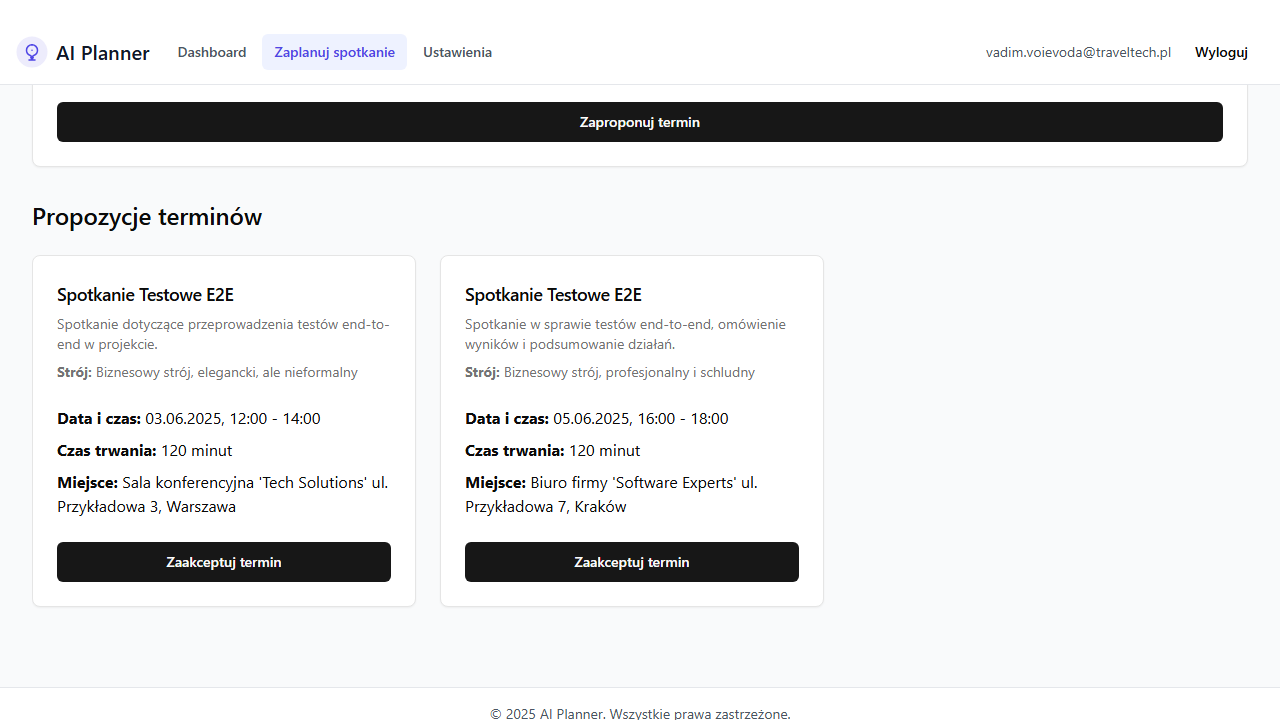 AI Planner
Dashboard
Zaplanuj spotkanie
Ustawienia
vadim.voievoda@traveltech.pl
Wyloguj
Zaproponuj termin
Propozycje terminów
Spotkanie Testowe E2E
Spotkanie dotyczące przeprowadzenia testów end-to-
end w projekcie.
Strój: Biznesowy strój, elegancki, ale nieformalny
Data i czas: 03.06.2025, 12:00 - 14:00
Czas trwania: 120 minut
Miejsce: Sala konferencyjna 'Tech Solutions' ul.
Przykładowa 3, Warszawa
Zaakceptuj termin
Spotkanie Testowe E2E
Spotkanie w sprawie testów end-to-end, omówienie
wyników i podsumowanie działań.
Strój: Biznesowy strój, profesjonalny i schludny
Data i czas: 05.06.2025, 16:00 - 18:00
Czas trwania: 120 minut
Miejsce: Biuro firmy 'Software Experts' ul.
Przykładowa 7, Kraków
Zaakceptuj termin
© 2025 AI Planner. Wszystkie prawa zastrzeżone.